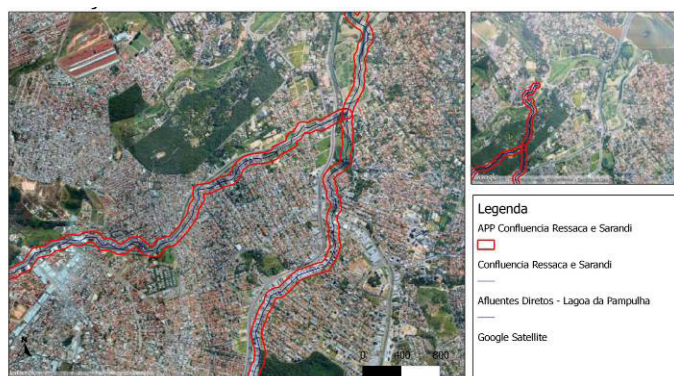 N
0 400 800
Legenda
APP Confluencia Ressaca e Sarandi
Confluencia Ressaca e Sarandi
Afluentes Diretos - Lagoa da Pampulha
Google Satellite